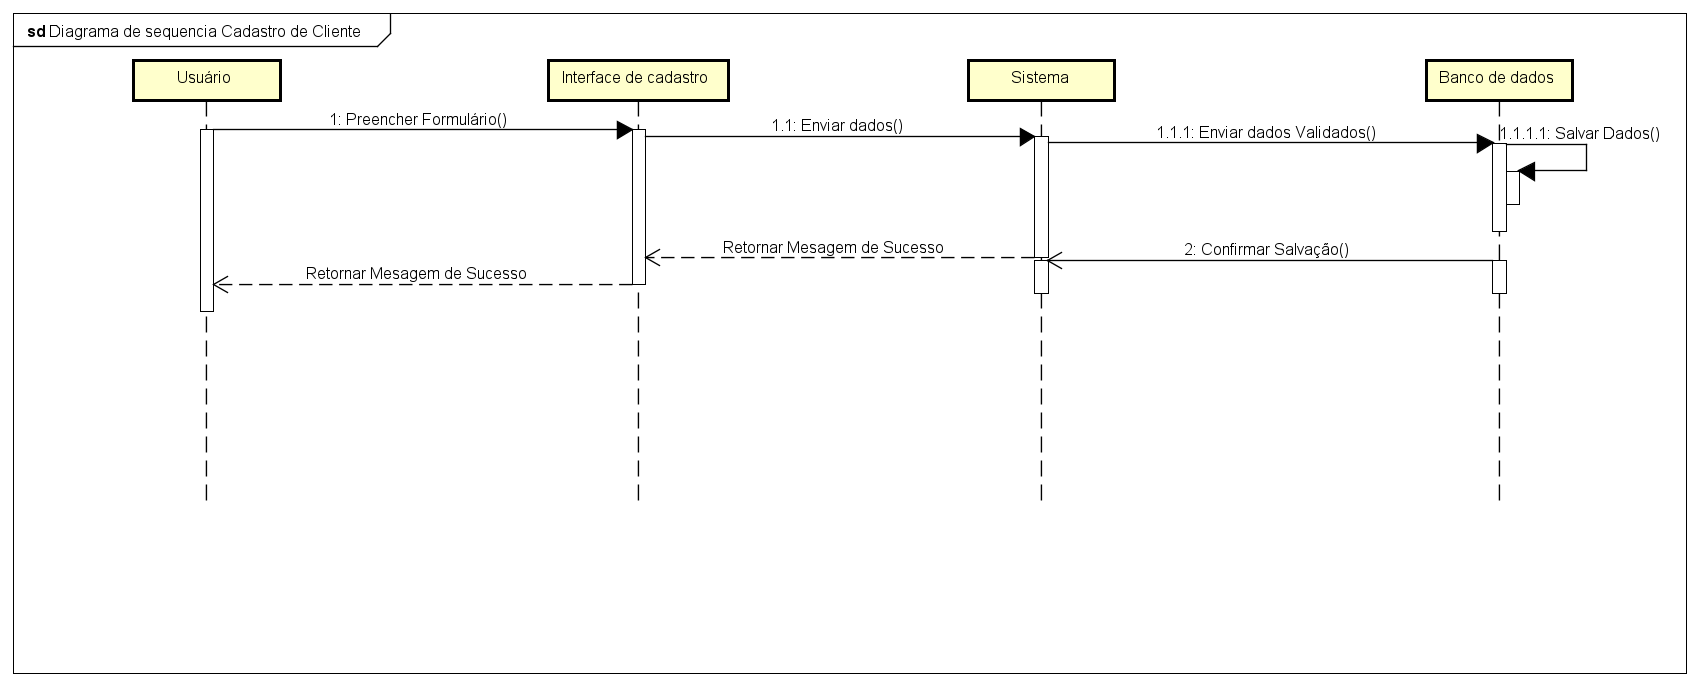 sd Diagrama de sequencia Cadastro de Cliente
Usuário
Interface de cadastro
Sistema
Banco de dados
1: Preencher Formulário()
1.1: Enviar dados()
1.1.1: Enviar dados Validados()
1.1.1.1: Salvar Dados()
Retornar Mesagem de Sucesso
2: Confirmar Salvação()
Retornar Mesagem de Sucesso